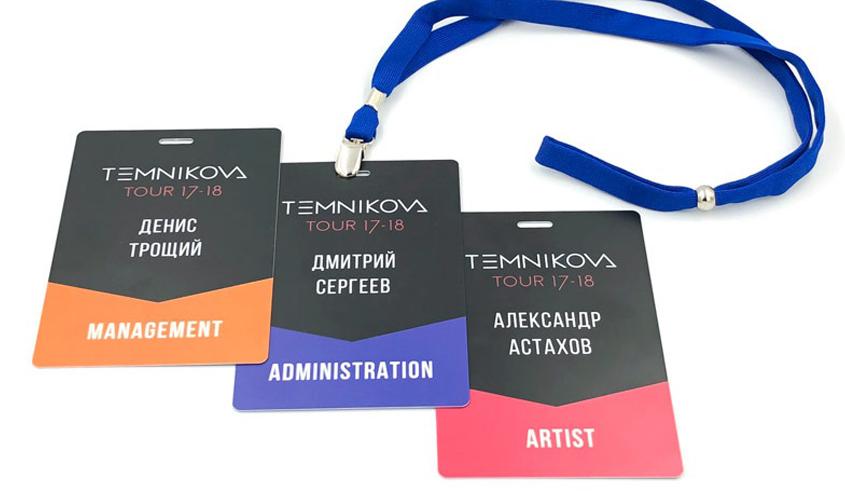 TEMNIKOVA
TOUR 17-18
ДЕНИС
ТРОЩИЙ
MANAGEMENT
TEMNIKOVA
TOUR 17-18
ДМИТРИЙ
СЕРГЕЕВ
ADMINISTRATION
TEMNIKOVA
TOUR 17-18
АЛЕКСАНДР
АСТАХОВ
ARTIST